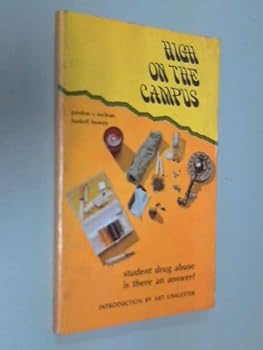 HIGH
ON THE
CAMPUS
gordon r. mclean
haskell bowen
student drug abuse
is there an answer?
INTRODUCTION BY ART LINKLETTER